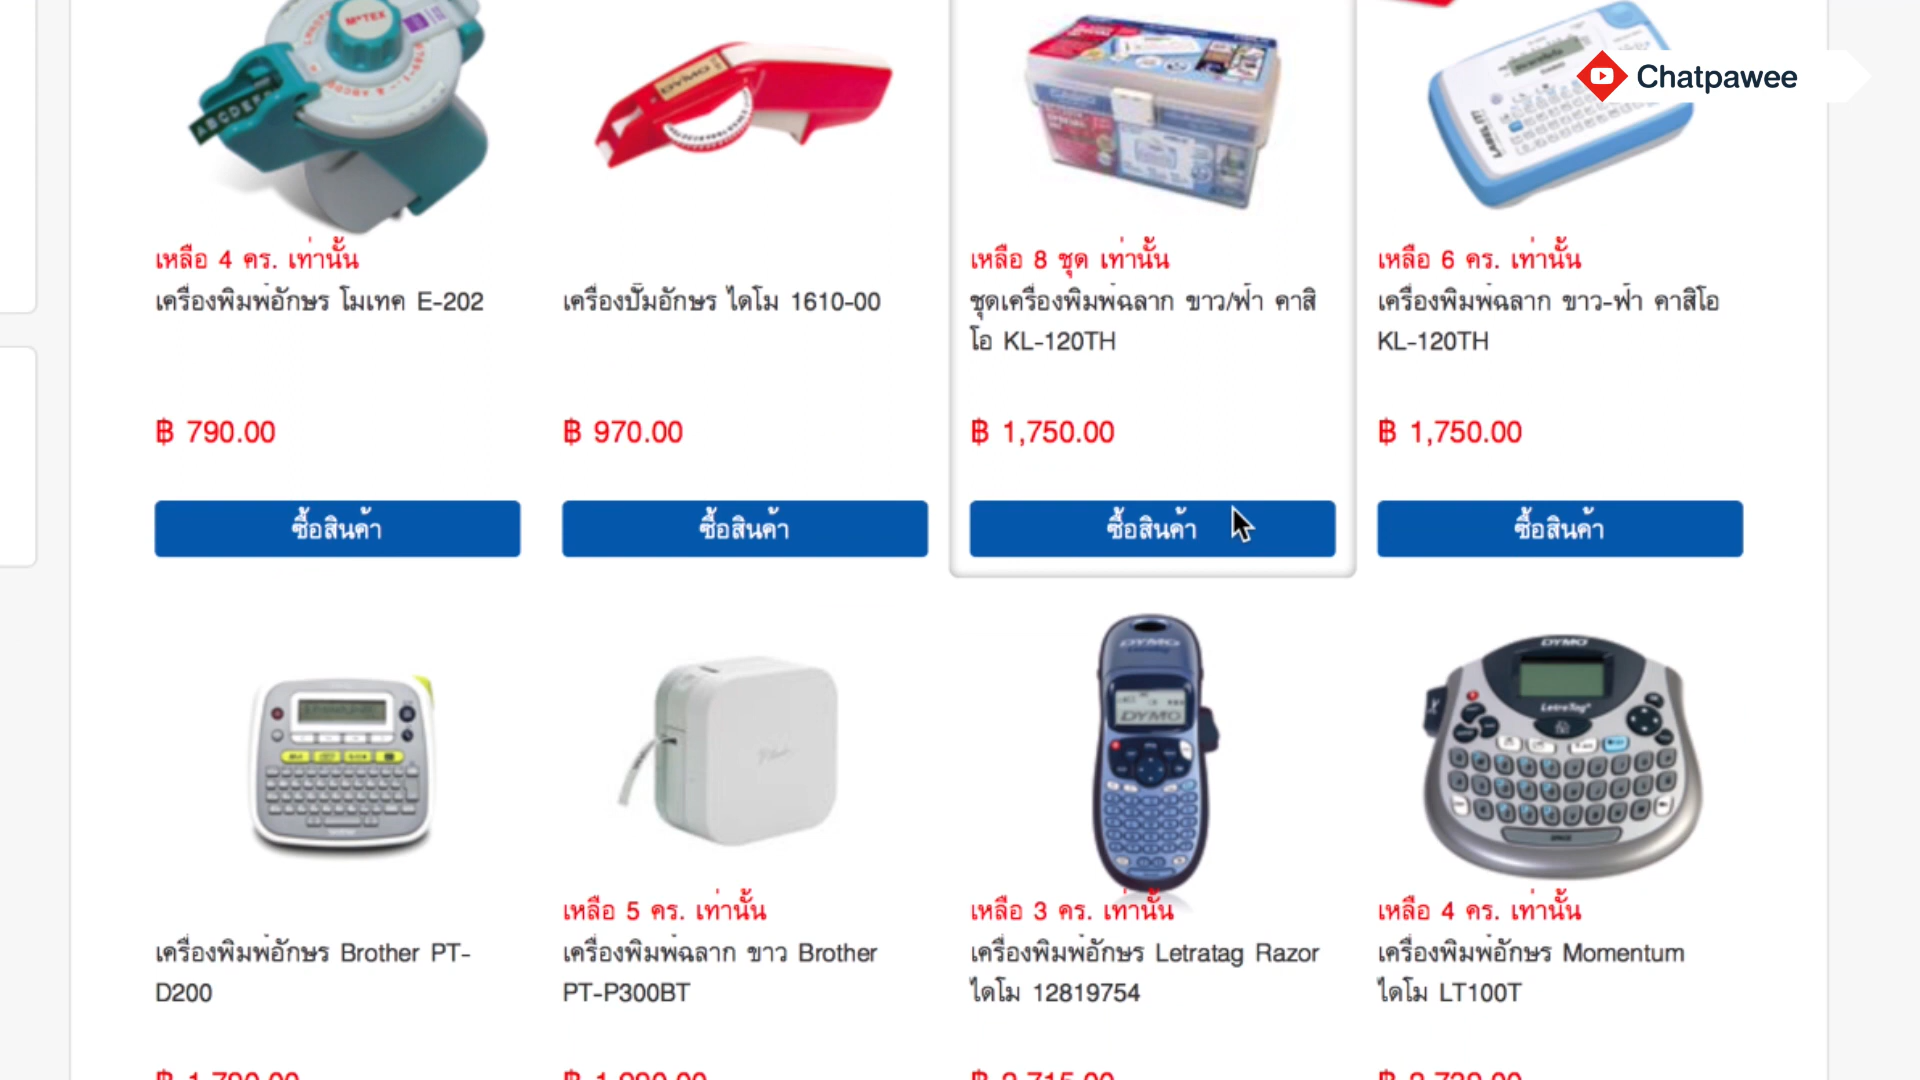 M*TEX
ABCDEF
DYMO
CASIO
LABEL IT!
Chatpawee
เหลือ 4 คร. เท่านั้น
เหลือ 8 ชุด เท่านั้น
เหลือ 6 คร. เท่านั้น
เครื่องพิมพ์อักษร โมเทค E-202
เครื่องปั๊มอักษร ไดโม 1610-00
ชุดเครื่องพิมพ์ฉลาก ขาว/ฟ้า คาสิ
โอ KL-120TH
เครื่องพิมพ์ฉลาก ขาว-ฟ้า คาสิโอ
KL-120TH
฿ 790.00
฿ 970.00
฿ 1,750.00
฿ 1,750.00
ซื้อสินค้า
ซื้อสินค้า
ซื้อสินค้า
ซื้อสินค้า
DYMO
DYMO
DYMO
LetraTag
เหลือ 5 คร. เท่านั้น
เหลือ 3 คร. เท่านั้น
เหลือ 4 คร. เท่านั้น
เครื่องพิมพ์อักษร Brother PT-
D200
เครื่องพิมพ์ฉลาก ขาว Brother
PT-P300BT
เครื่องพิมพ์อักษร Letratag Razor
ไดโม 12819754
เครื่องพิมพ์อักษร Momentum
ไดโม LT100T